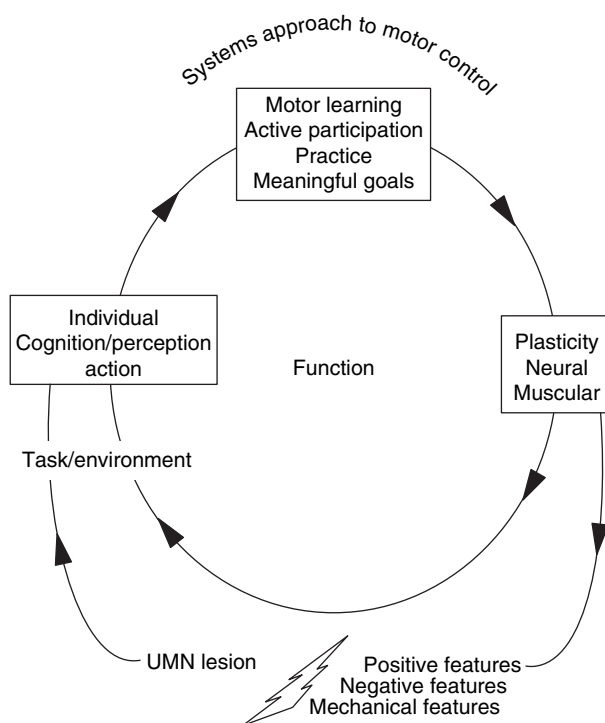 Systems approach to motor control
Motor learning
Active participation
Practice
Meaningful goals
Individual
Cognition/perception
action
Function
Plasticity
Neural
Muscular
Task/environment
UMN lesion
Positive features
Negative features
Mechanical features